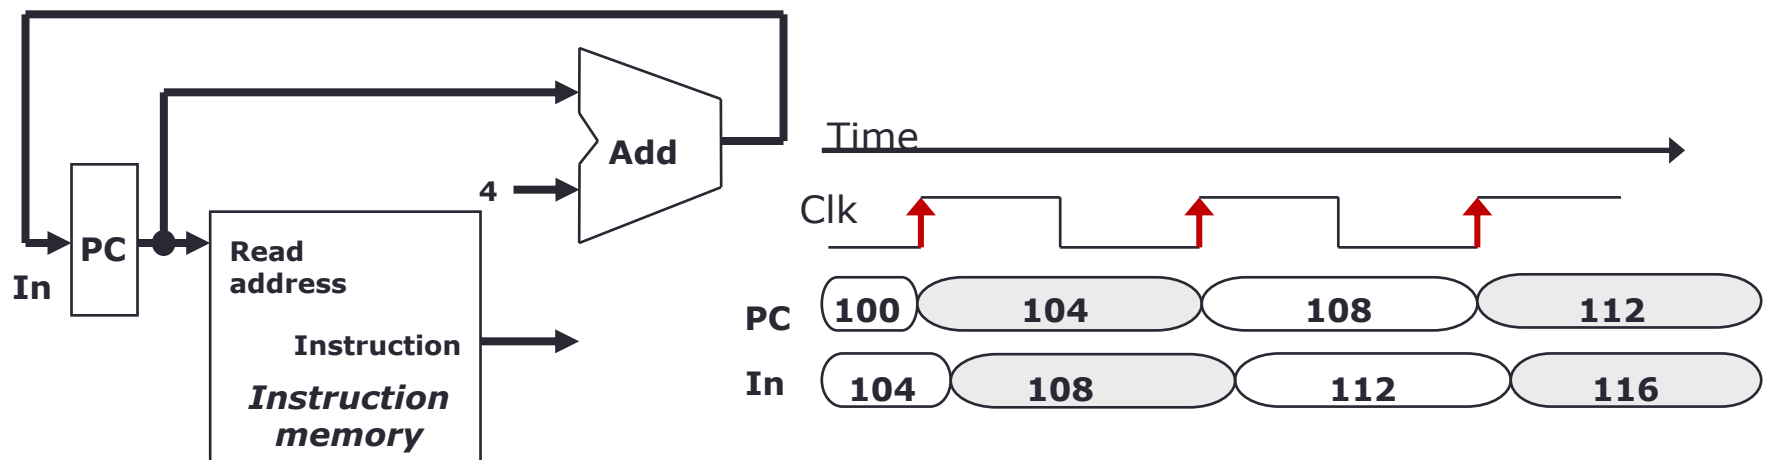 Add
4
PC
In
Read
address
Instruction
Instruction
memory
Time
Clk
PC 100 104 108 112
In 104 108 112 116